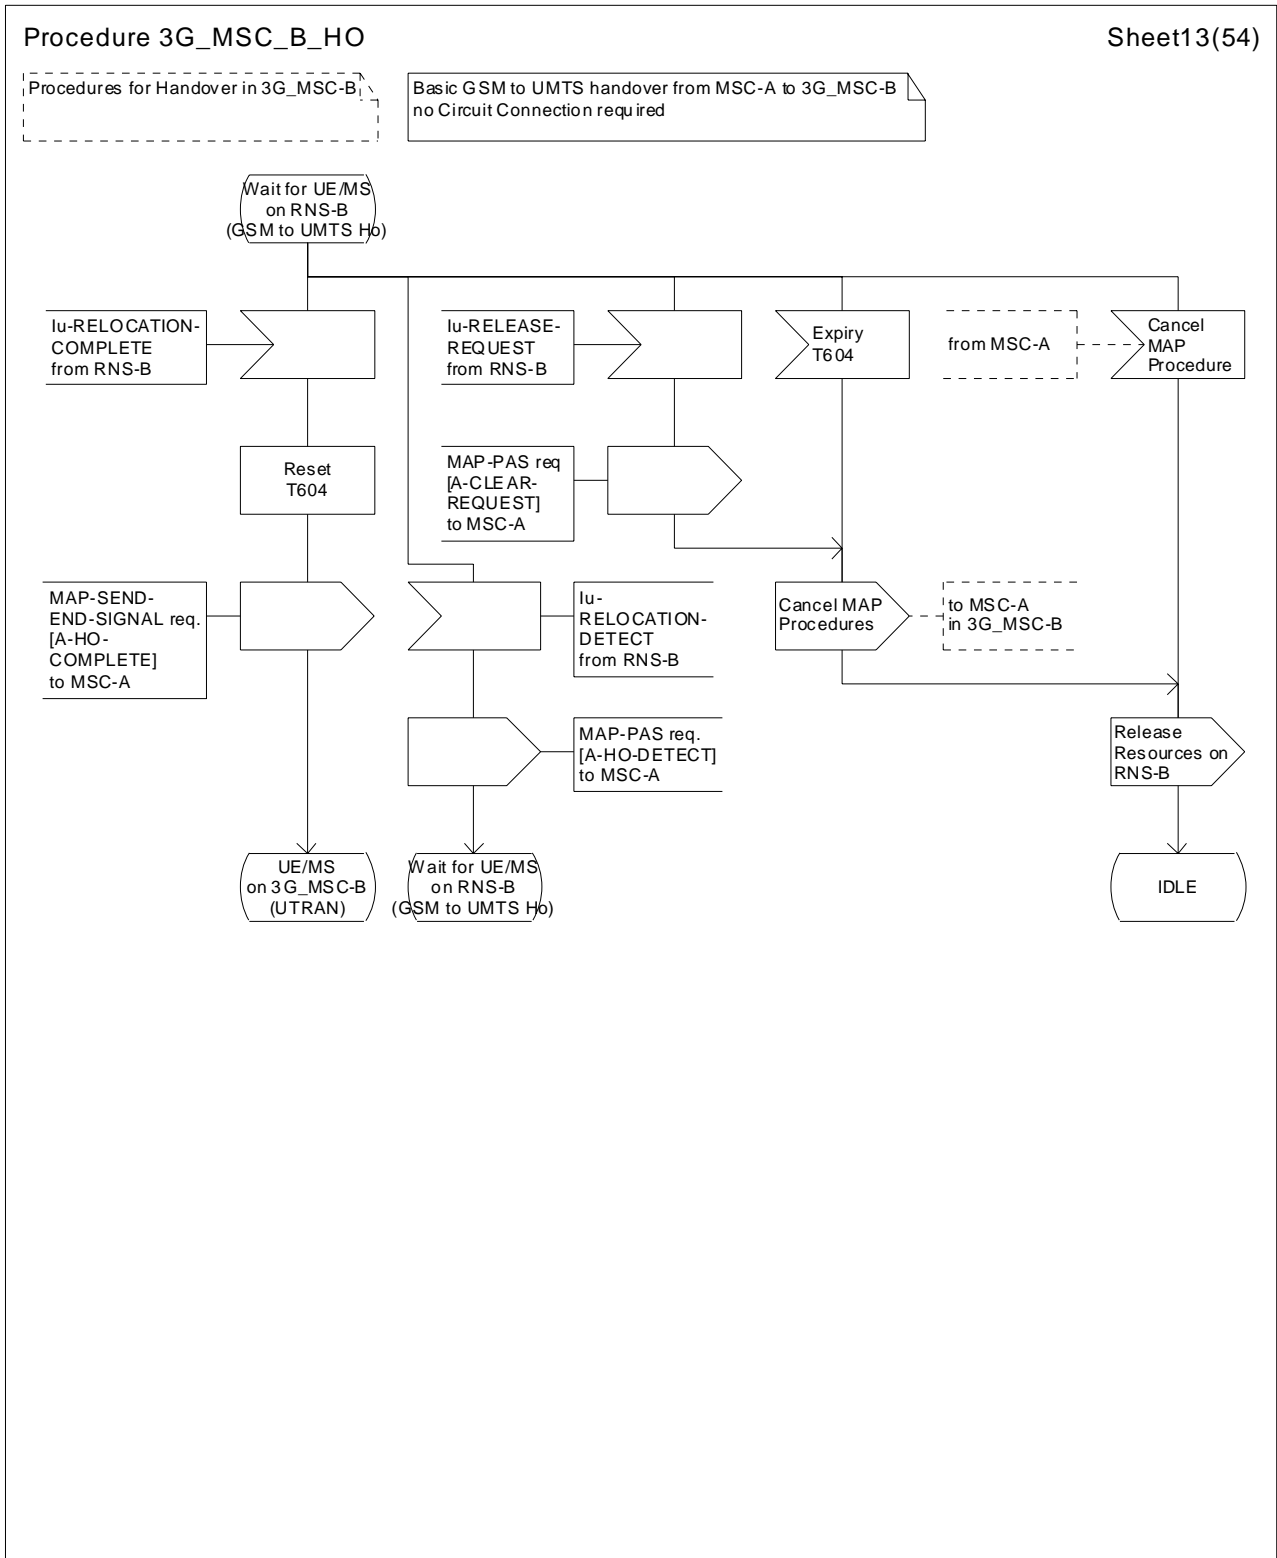 Procedure 3G_MSC_B_HO
Sheet13(54)
Procedures for Handover in 3G_MSC-B
Basic GSM to UMTS handover from MSC-A to 3G_MSC-B
no Circuit Connection required
Wait for UE/MS
on RNS-B
(GSM to UMTS Ho)
Iu-RELOCATION-
COMPLETE
from RNS-B
Iu-RELEASE-
REQUEST
from RNS-B
Expiry
T604
from MSC-A
Cancel
MAP
Procedure
Reset
T604
MAP-PAS req
[A-CLEAR-
REQUEST]
to MSC-A
MAP-SEND-
END-SIGNAL req.
[A-HO-
COMPLETE]
to MSC-A
Iu-
RELOCATION-
DETECT
from RNS-B
Cancel MAP
Procedures
to MSC-A
in 3G_MSC-B
MAP-PAS req.
[A-HO-DETECT]
to MSC-A
Release
Resources on
RNS-B
UE/MS
on 3G_MSC-B
(UTRAN)
Wait for UE/MS
on RNS-B
(GSM to UMTS Ho)
IDLE